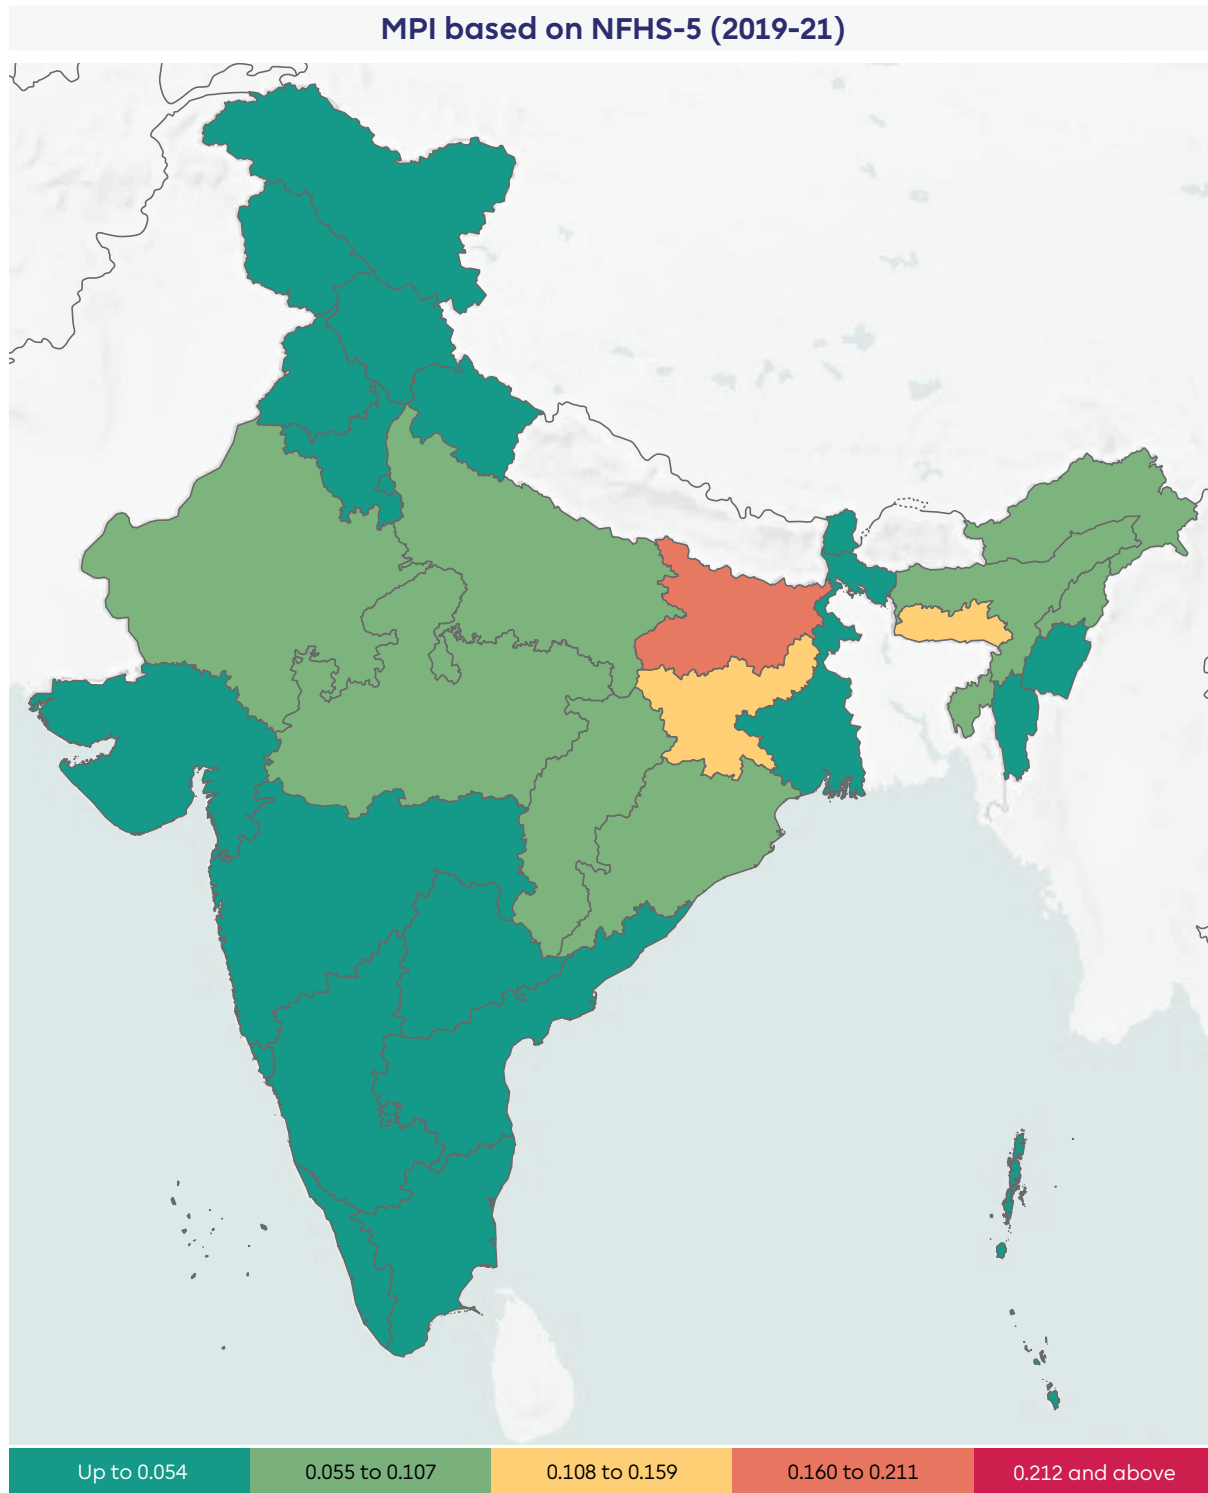 MPI based on NFHS-5 (2019-21)
Up to 0.054
0.055 to 0.107
0.108 to 0.159
0.160 to 0.211
0.212 and above